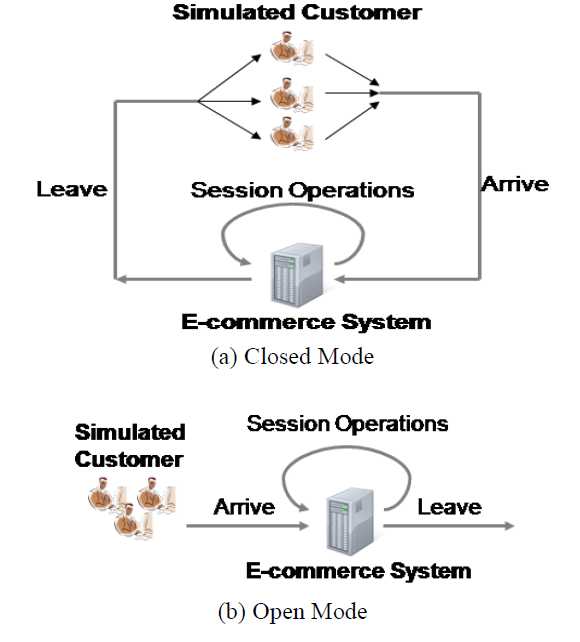 Simulated Customer
Leave
Session Operations
Arrive
E-commerce System
(a) Closed Mode
Session Operations
Simulated
Customer
Arrive
Leave
E-commerce System
(b) Open Mode